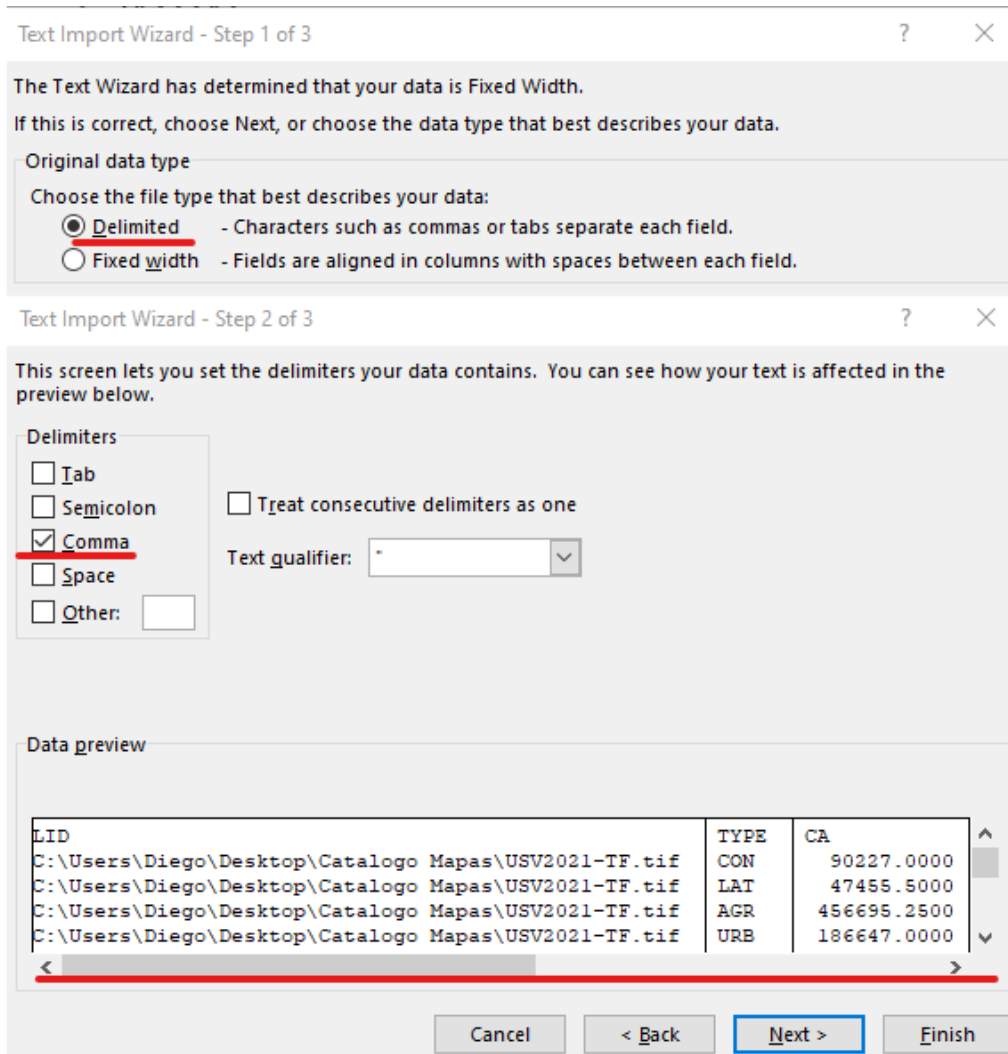 Text Import Wizard - Step 1 of 3 ?
The Text Wizard has determined that your data is Fixed Width.
If this is correct, choose Next, or choose the data type that best describes your data.
Original data type
Choose the file type that best describes your data:
Delimited - Characters such as commas or tabs separate each field.
Fixed width - Fields are aligned in columns with spaces between each field.
Text Import Wizard - Step 2 of 3 ?
This screen lets you set the delimiters your data contains. You can see how your text is affected in the
preview below.
Delimiters
Tab
Semicolon
Treat consecutive delimiters as one
Comma
Text qualifier: "
Space
Other:
Data preview
LID TYPE CA
C:\Users\Diego\Desktop\Catalogo Mapas\USV2021-TF.tif CON 90227.0000
C:\Users\Diego\Desktop\Catalogo Mapas\USV2021-TF.tif LAT 47455.5000
C:\Users\Diego\Desktop\Catalogo Mapas\USV2021-TF.tif AGR 456695.2500
C:\Users\Diego\Desktop\Catalogo Mapas\USV2021-TF.tif URB 186647.0000
Cancel < Back Next > Finish